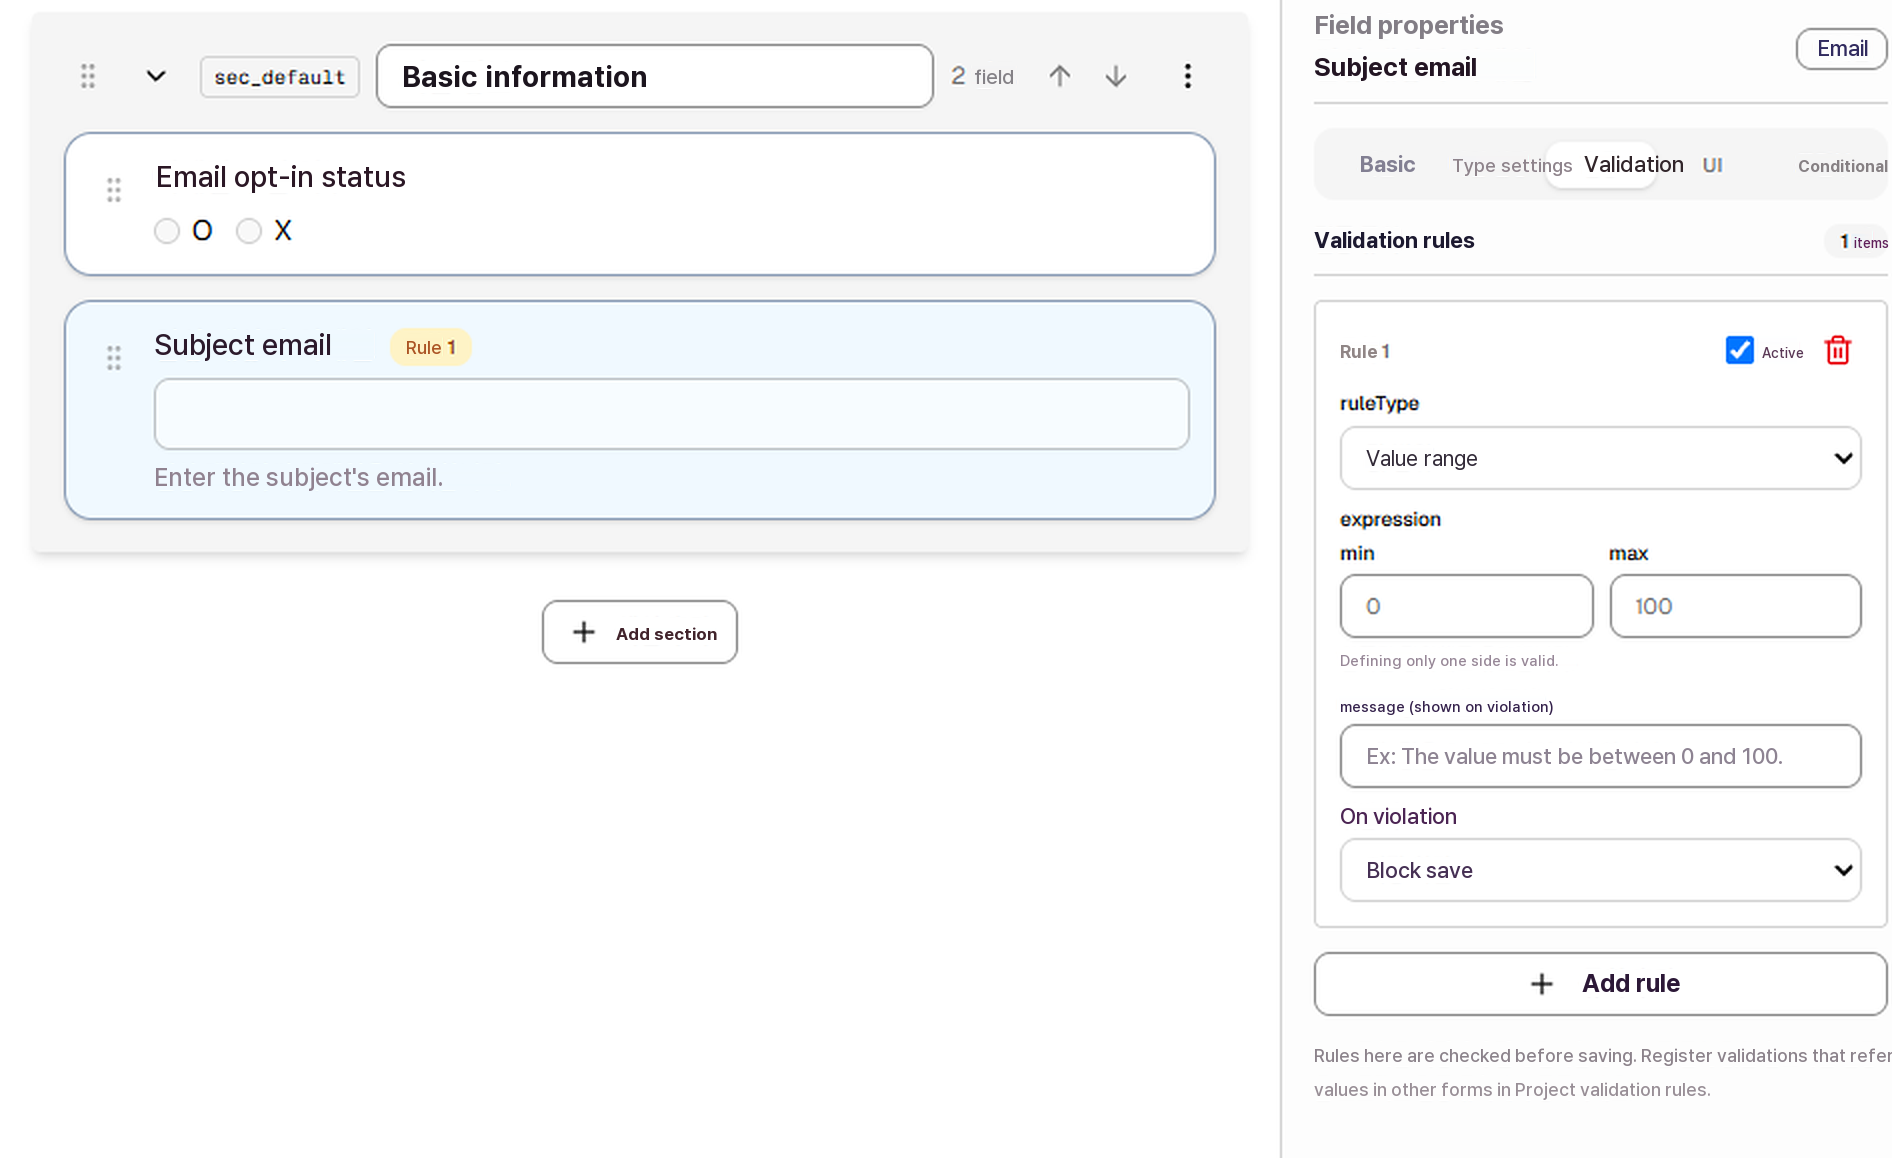 sec_default
Basic information
2 field
Email opt-in status
O X
Subject email Rule 1
Enter the subject's email.
Add section
Field properties
Subject email
Email
Basic Type settings Validation UI Conditional
Validation rules 1 items
Rule 1 Active
ruleType
Value range
expression
min max
0 100
Defining only one side is valid.
message (shown on violation)
Ex: The value must be between 0 and 100.
On violation
Block save
Add rule
Rules here are checked before saving. Register validations that refer
values in other forms in Project validation rules.